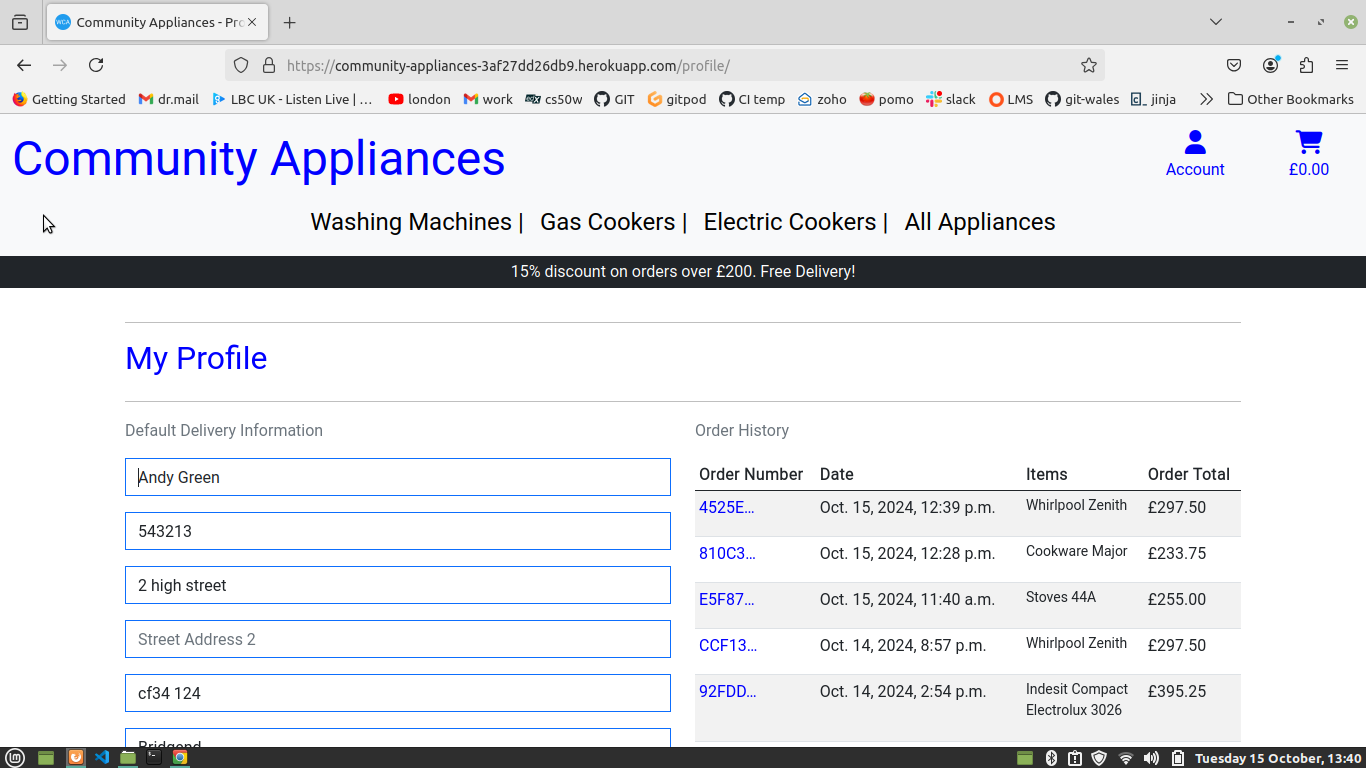 Community Appliances - Pro
https://community-appliances-3af27dd26db9.herokuapp.com/profile/
Getting Started dr.mail LBC UK - Listen Live | … london work cs50w GIT gitpod CI temp zoho pomo slack LMS git-wales jinja Other Bookmarks
Community Appliances
Account £0.00
Washing Machines | Gas Cookers | Electric Cookers | All Appliances
15% discount on orders over £200. Free Delivery!
My Profile
Default Delivery Information
Andy Green
543213
2 high street
Street Address 2
cf34 124
Bridgend
Order History
Order Number Date Items Order Total
4525E… Oct. 15, 2024, 12:39 p.m. Whirlpool Zenith £297.50
810C3… Oct. 15, 2024, 12:28 p.m. Cookware Major £233.75
E5F87… Oct. 15, 2024, 11:40 a.m. Stoves 44A £255.00
CCF13… Oct. 14, 2024, 8:57 p.m. Whirlpool Zenith £297.50
92FDD… Oct. 14, 2024, 2:54 p.m. Indesit Compact £395.25
Electrolux 3026
Tuesday 15 October, 13:40